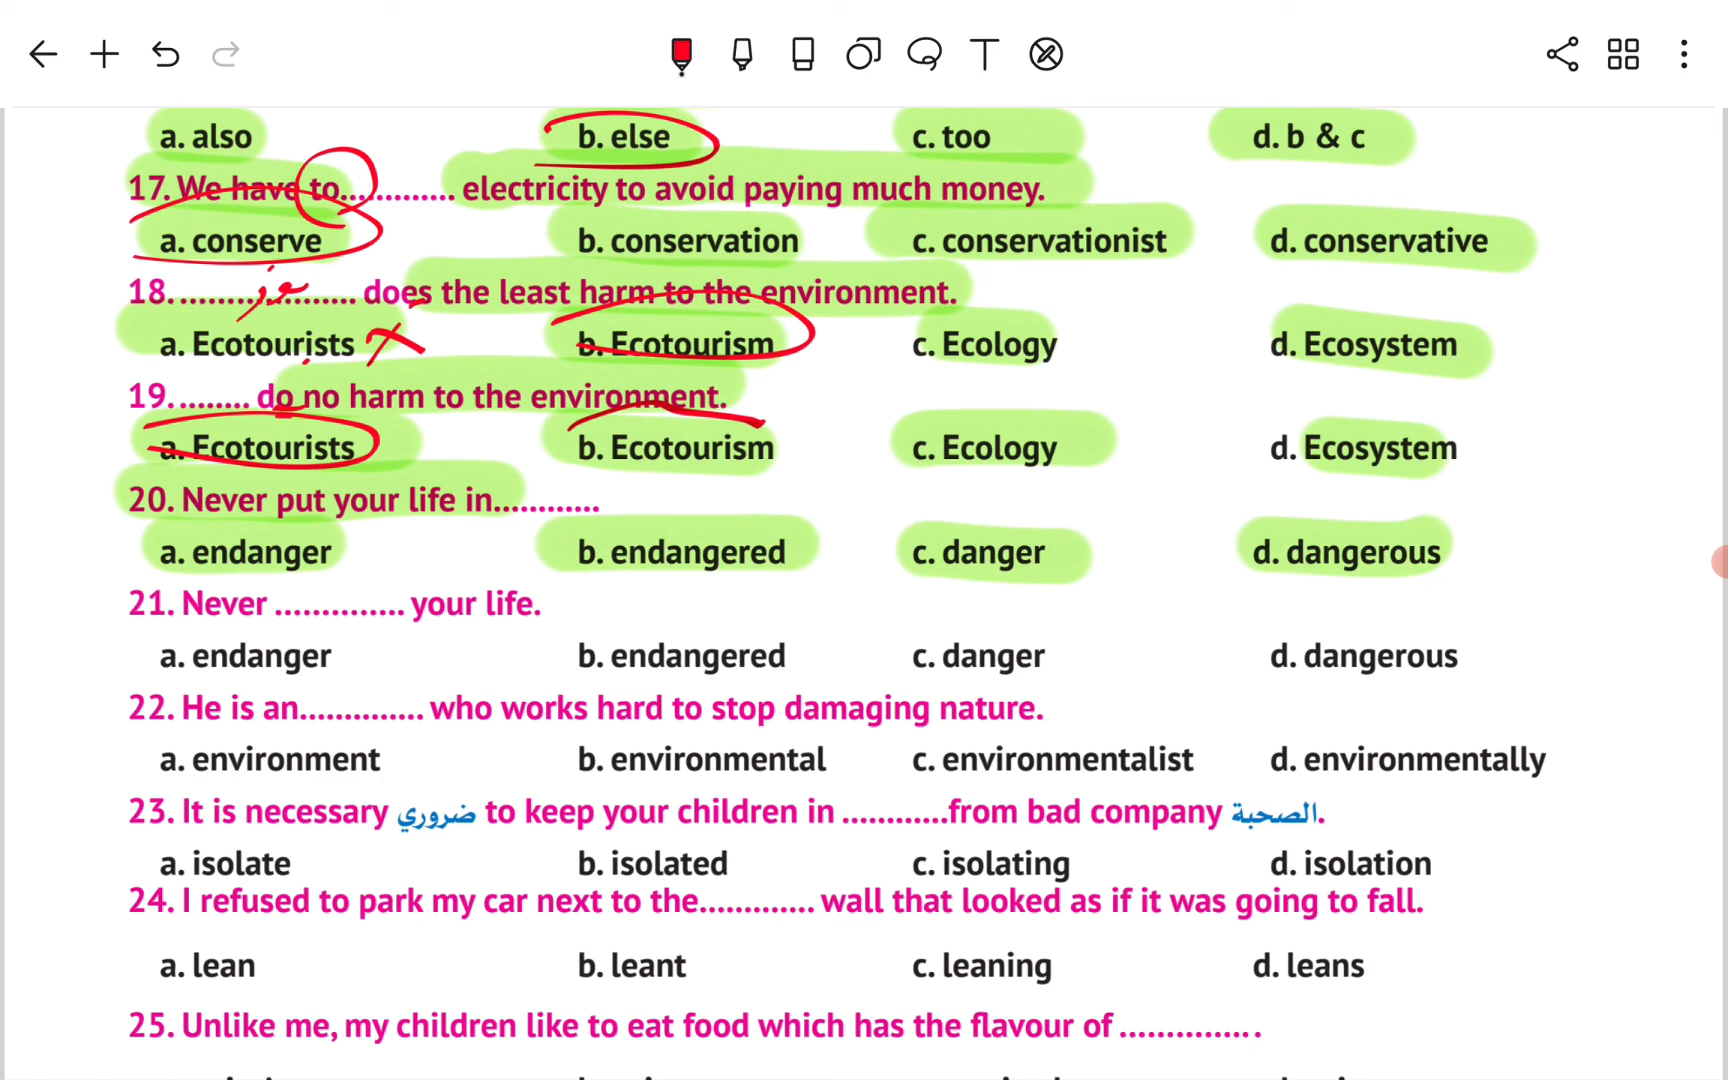 a. also b. else c. too d. b & c
17. We have to............. electricity to avoid paying much money.
a. conserve b. conservation c. conservationist d. conservative
18. .................... does the least harm to the environment.
a. Ecotourists b. Ecotourism c. Ecology d. Ecosystem
19. ........ do no harm to the environment.
a. Ecotourists b. Ecotourism c. Ecology d. Ecosystem
20. Never put your life in............
a. endanger b. endangered c. danger d. dangerous
21. Never .............. your life.
a. endanger b. endangered c. danger d. dangerous
22. He is an.............. who works hard to stop damaging nature.
a. environment b. environmental c. environmentalist d. environmentally
23. It is necessary ضروري to keep your children in ............from bad company الصحبة.
a. isolate b. isolated c. isolating d. isolation
24. I refused to park my car next to the............. wall that looked as if it was going to fall.
a. lean b. leant c. leaning d. leans
25. Unlike me, my children like to eat food which has the flavour of ...............